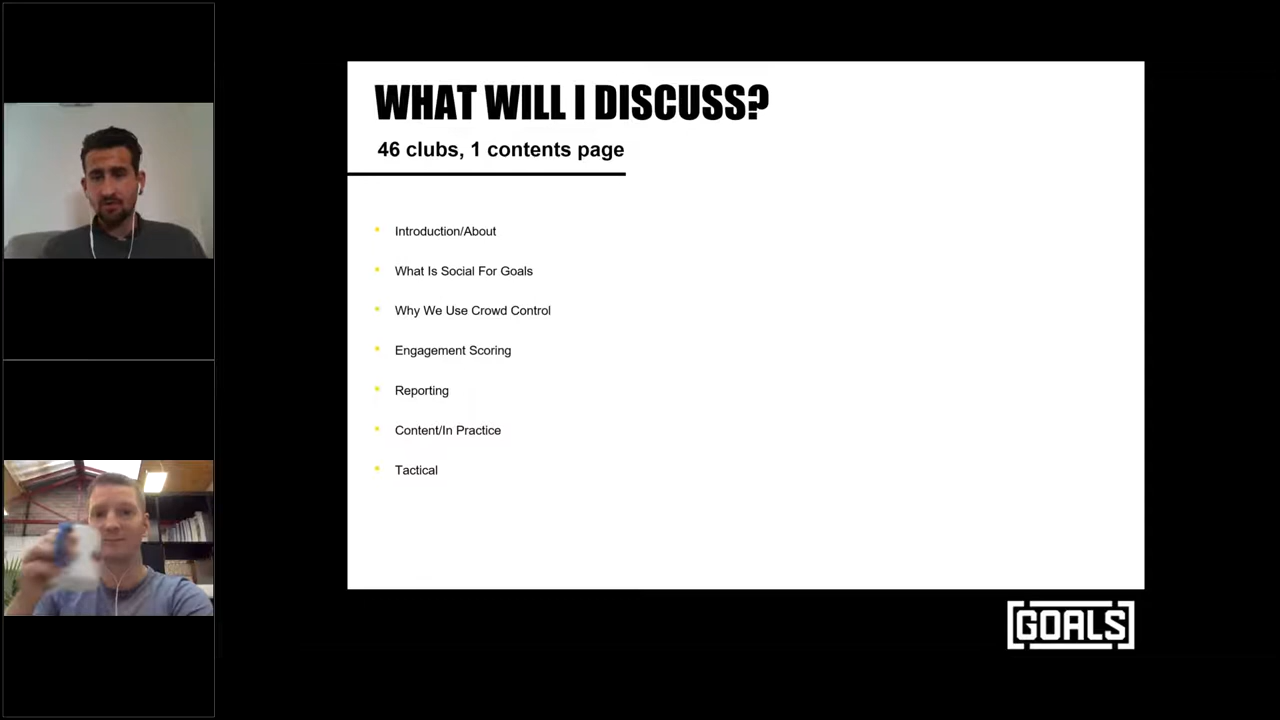 WHAT WILL I DISCUSS?
46 clubs, 1 contents page
Introduction/About
What Is Social For Goals
Why We Use Crowd Control
Engagement Scoring
Reporting
Content/In Practice
Tactical
GOALS